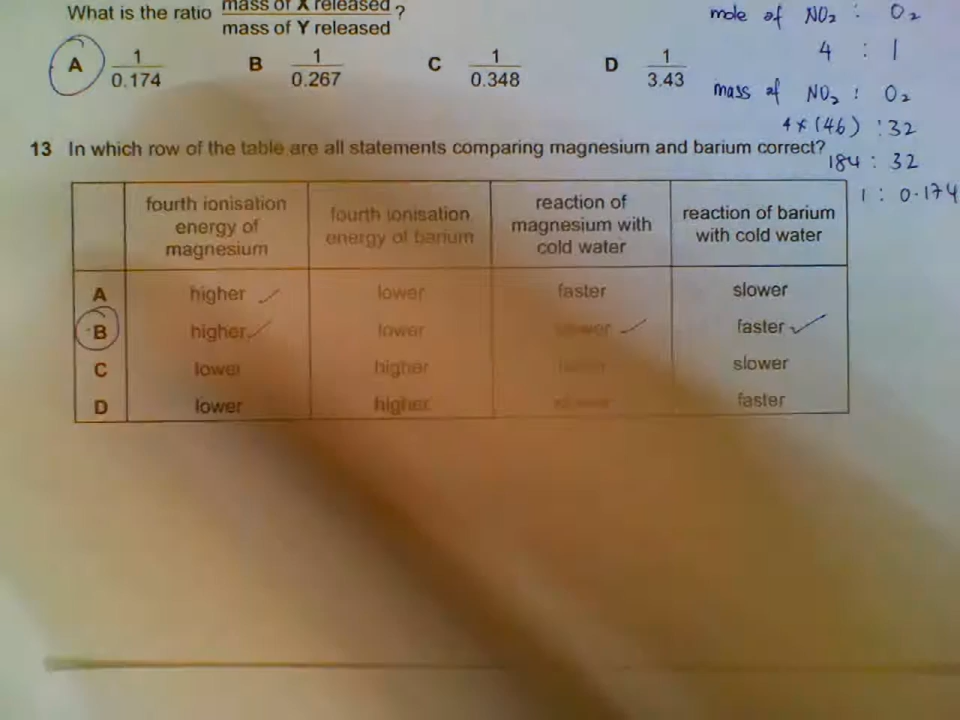 What is the ratio mass of X released / mass of Y released ?
mole of NO2 : O2
4 : 1
A 1/0.174 B 1/0.267 C 1/0.348 D 1/3.43
mass of NO2 : O2
4 * (46) : 32
13 In which row of the table are all statements comparing magnesium and barium correct?
184 : 32
1 : 0.174
fourth ionisation energy of magnesium
fourth ionisation energy of barium
reaction of magnesium with cold water
reaction of barium with cold water
A higher ✓ lower faster slower
B higher ✓ lower slower ✓ faster ✓
C lower higher slower
D lower higher faster